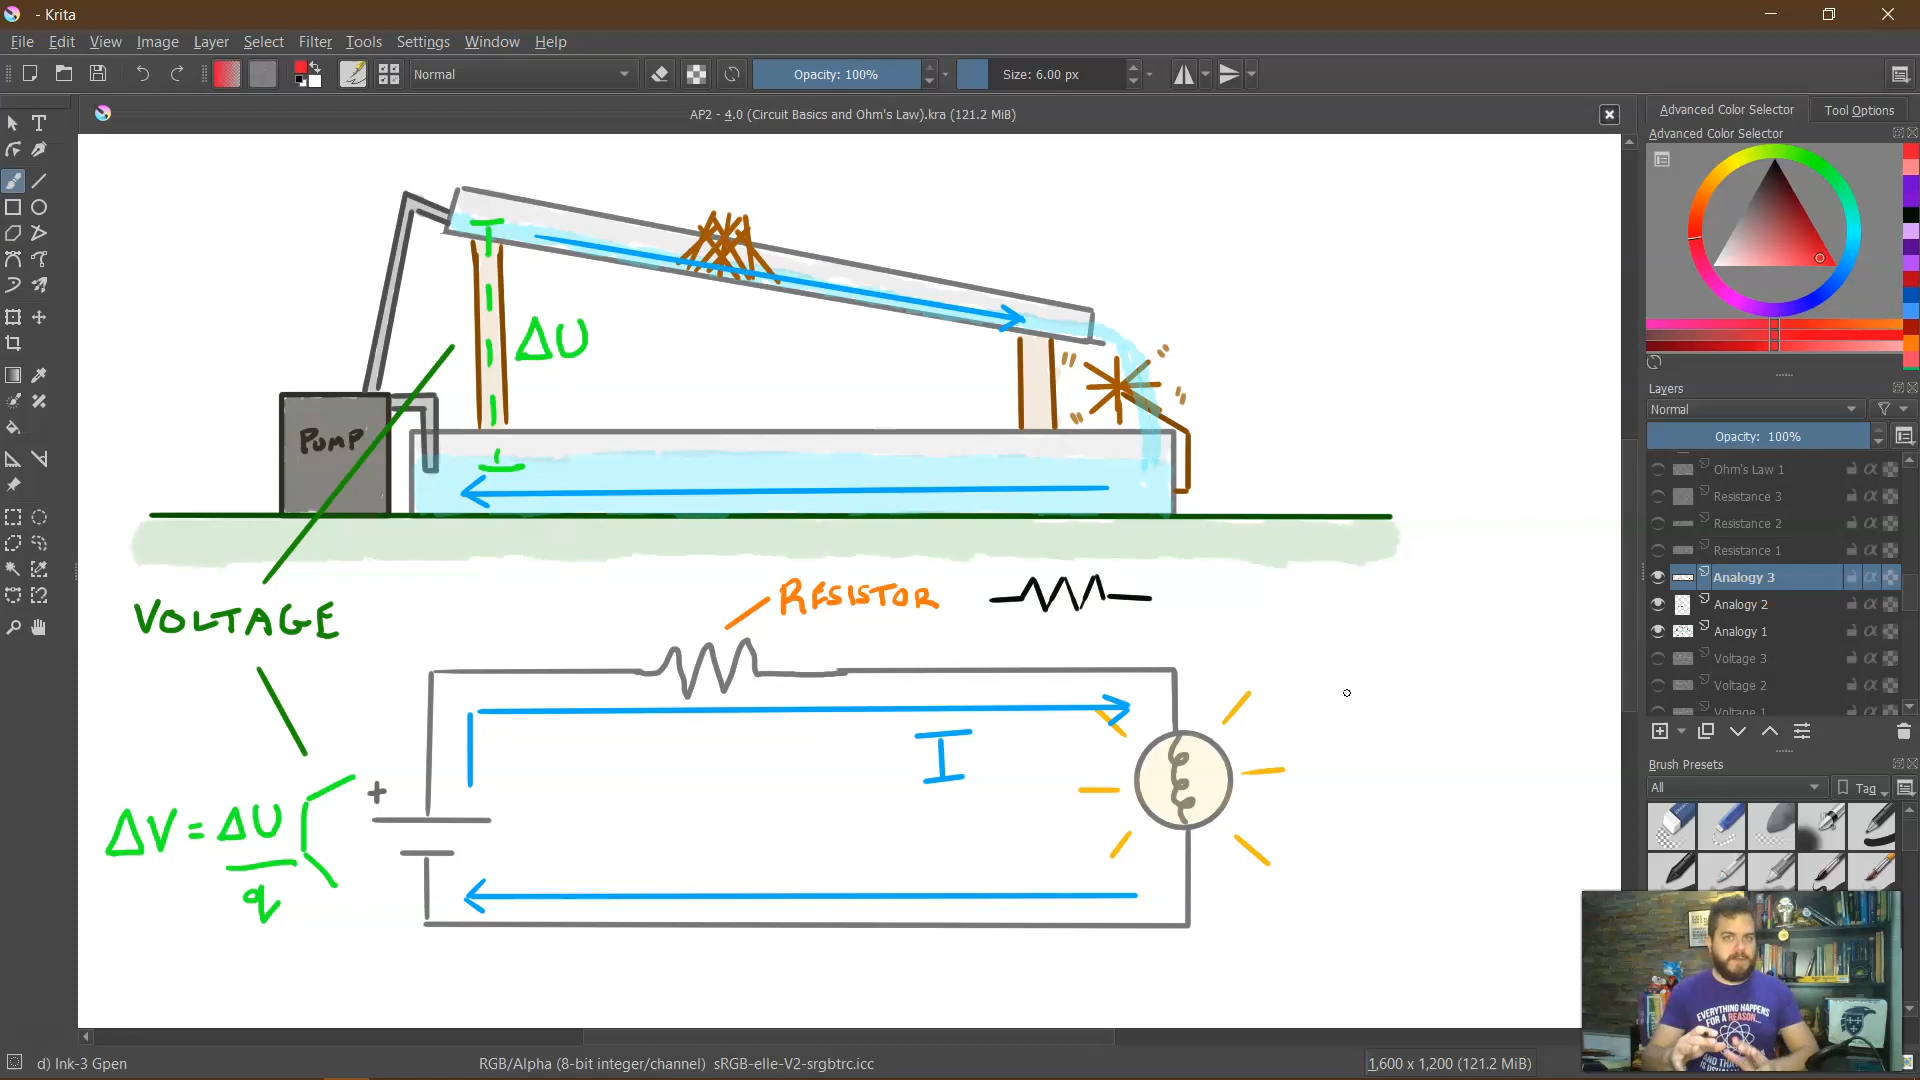 - Krita
File Edit View Image Layer Select Filter Tools Settings Window Help
Normal
Opacity: 100%
Size: 6.00 px
AP2 - 4.0 (Circuit Basics and Ohm's Law).kra (121.2 MiB)
Advanced Color Selector
Tool Options
Advanced Color Selector
ΔU
Pump
VOLTAGE
RESISTOR
I
+
ΔV = ΔU
q
Layers
Normal
Opacity: 100%
Ohm's Law 1
Resistance 3
Resistance 2
Resistance 1
Analogy 3
Analogy 2
Analogy 1
Voltage 3
Voltage 2
Voltage 1
Brush Presets
All
Tag
EVERYTHING HAPPENS
FOR A REASON...
AND THAT
d) Ink-3 Gpen
RGB/Alpha (8-bit integer/channel) sRGB-elle-V2-srgbtrc.icc
1,600 x 1,200 (121.2 MiB)